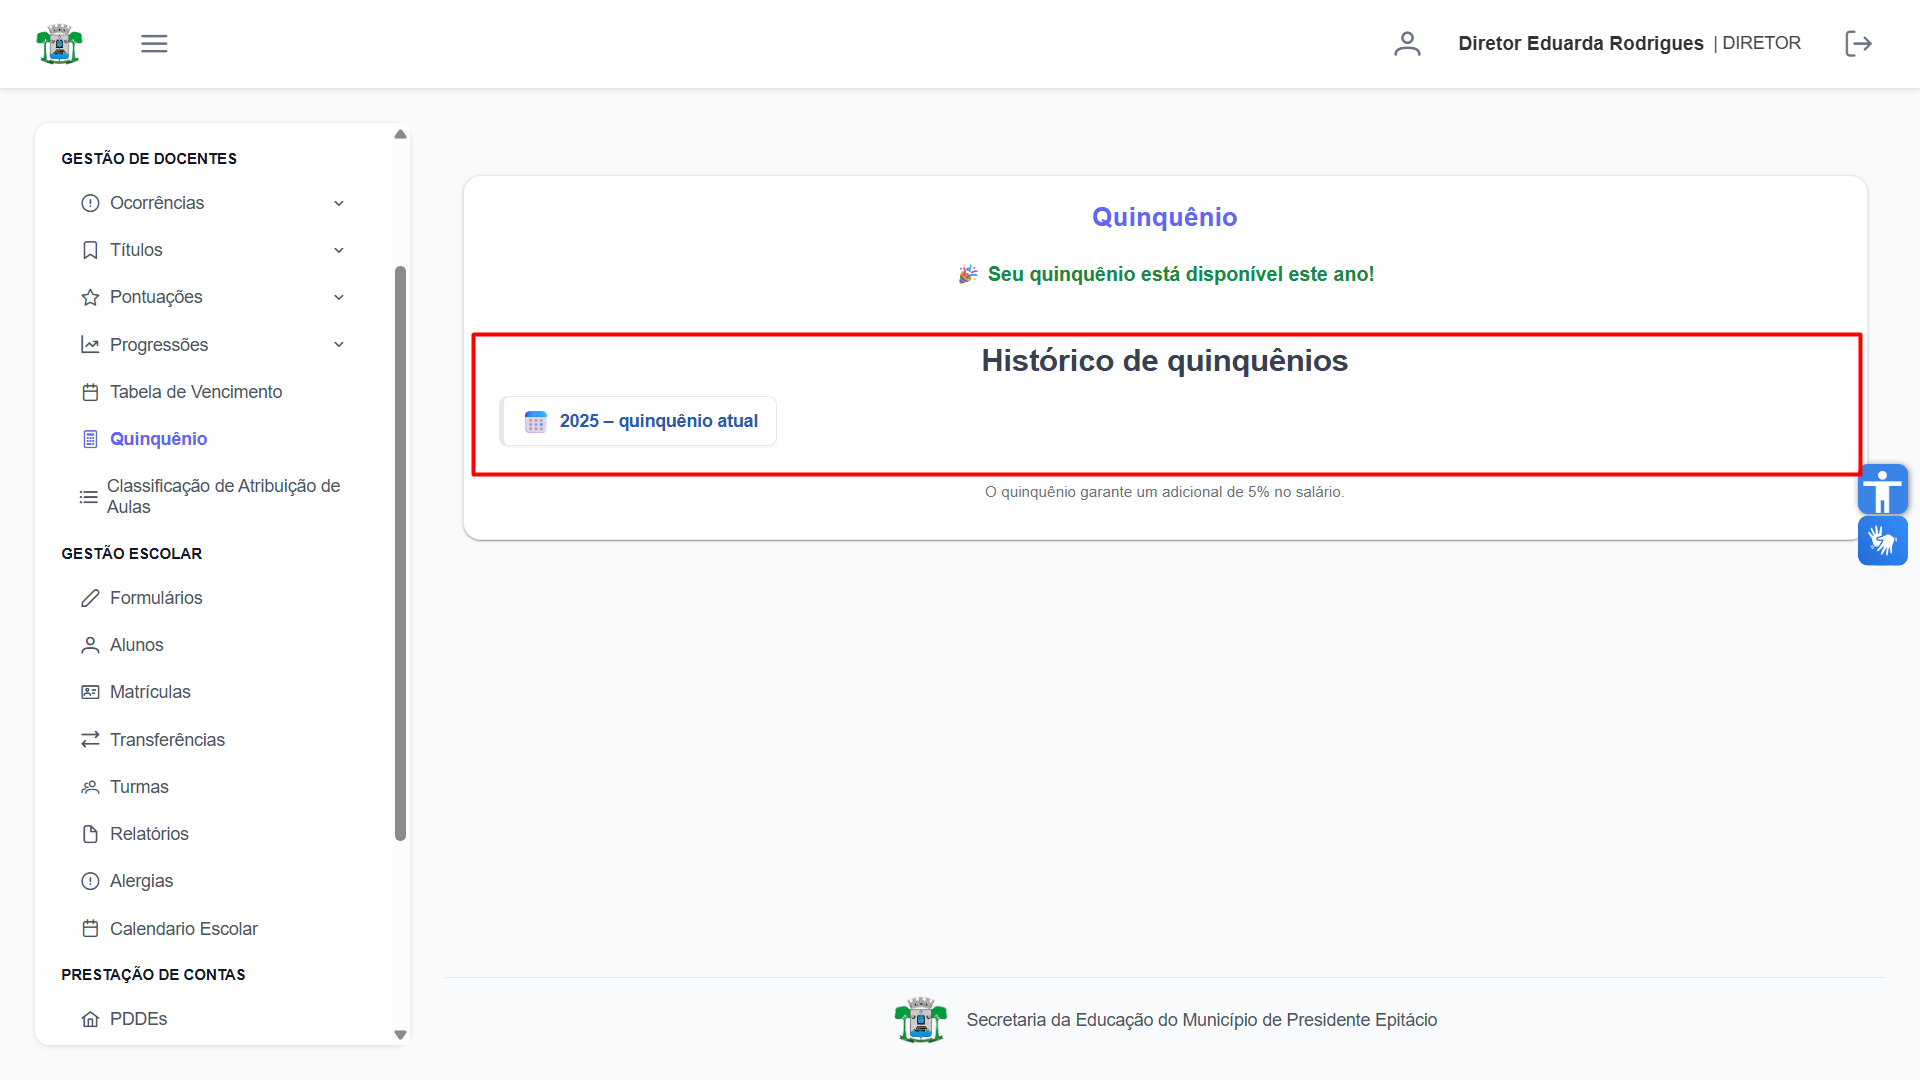 Diretor Eduarda Rodrigues | DIRETOR
GESTÃO DE DOCENTES
Ocorrências
Títulos
Pontuações
Progressões
Tabela de Vencimento
Quinquênio
Classificação de Atribuição de
Aulas
GESTÃO ESCOLAR
Formulários
Alunos
Matrículas
Transferências
Turmas
Relatórios
Alergias
Calendario Escolar
PRESTAÇÃO DE CONTAS
PDDEs
Quinquênio
🎉 Seu quinquênio está disponível este ano!
Histórico de quinquênios
2025 – quinquênio atual
O quinquênio garante um adicional de 5% no salário.
Secretaria da Educação do Município de Presidente Epitácio